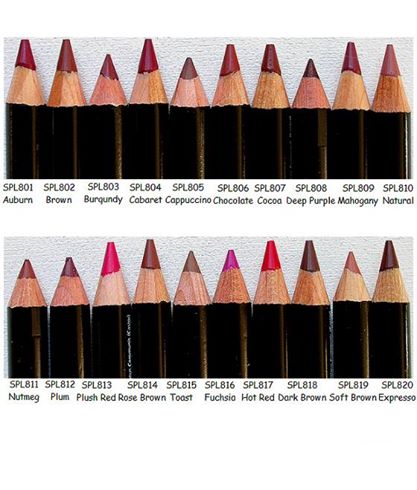 SPL801 SPL802 SPL803 SPL804 SPL805 SPL806 SPL807 SPL808 SPL809 SPL810
Auburn Brown Burgundy Cabaret Cappuccino Chocolate Cocoa Deep Purple Mahogany Natural
SPL811 SPL812 SPL813 SPL814 SPL815 SPL816 SPL817 SPL818 SPL819 SPL820
Nutmeg Plum Plush Red Rose Brown Toast Fuchsia Hot Red Dark Brown Soft Brown Expresso